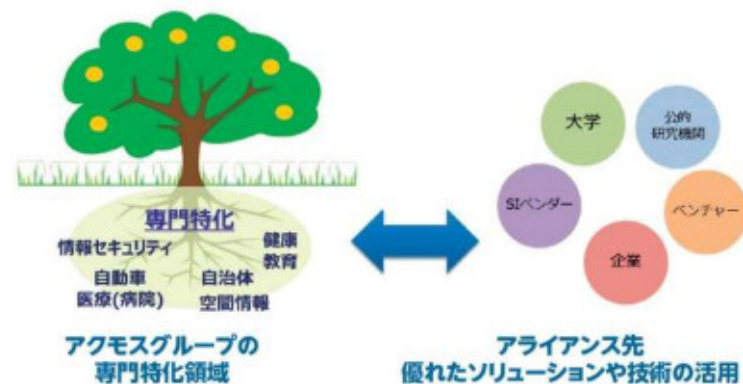 専門特化
情報セキュリティ
健康
教育
自動車
自治体
医療(病院)
空間情報
アクモスグループの
専門特化領域
大学
公的
研究機関
SIベンダー
ベンチャー
企業
アライアンス先
優れたソリューションや技術の活用